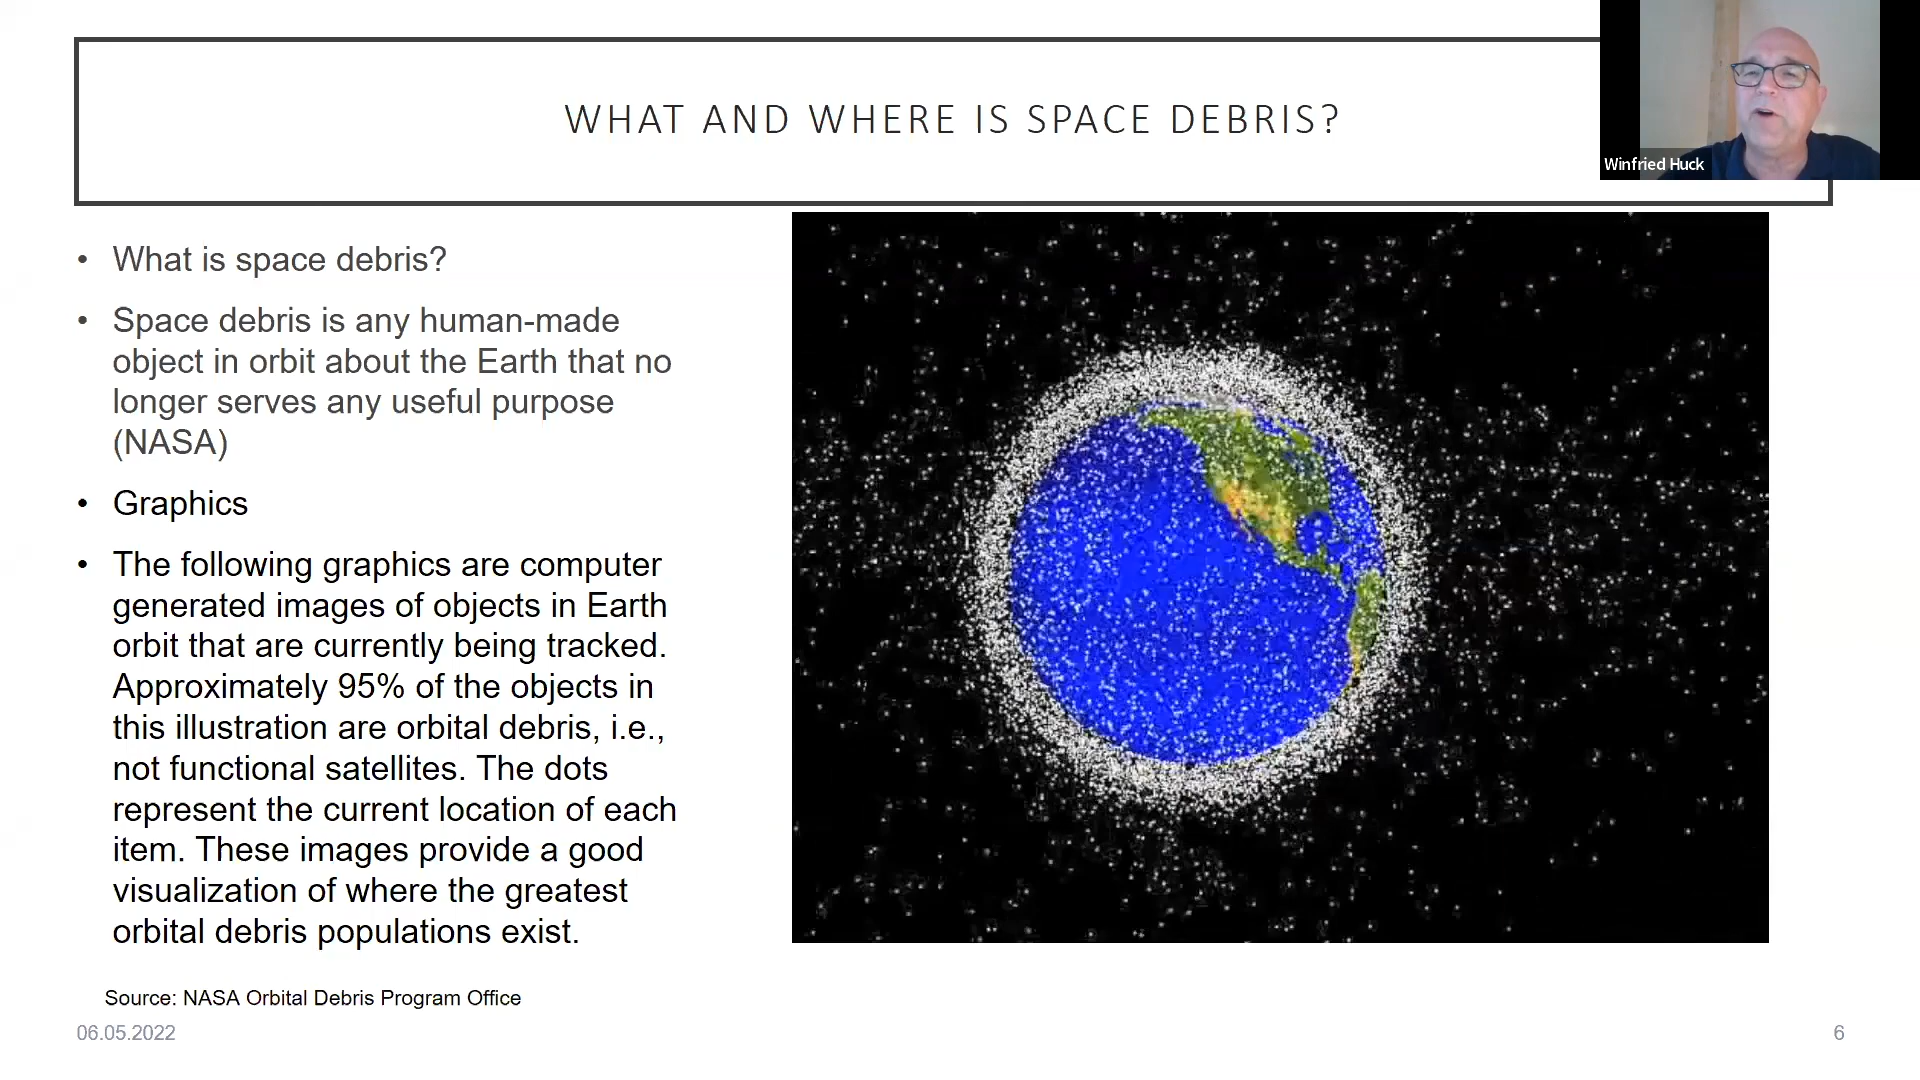 WHAT AND WHERE IS SPACE DEBRIS?
Winfried Huck
• What is space debris?
• Space debris is any human-made
object in orbit about the Earth that no
longer serves any useful purpose
(NASA)
• Graphics
• The following graphics are computer
generated images of objects in Earth
orbit that are currently being tracked.
Approximately 95% of the objects in
this illustration are orbital debris, i.e.,
not functional satellites. The dots
represent the current location of each
item. These images provide a good
visualization of where the greatest
orbital debris populations exist.
Source: NASA Orbital Debris Program Office
06.05.2022
6